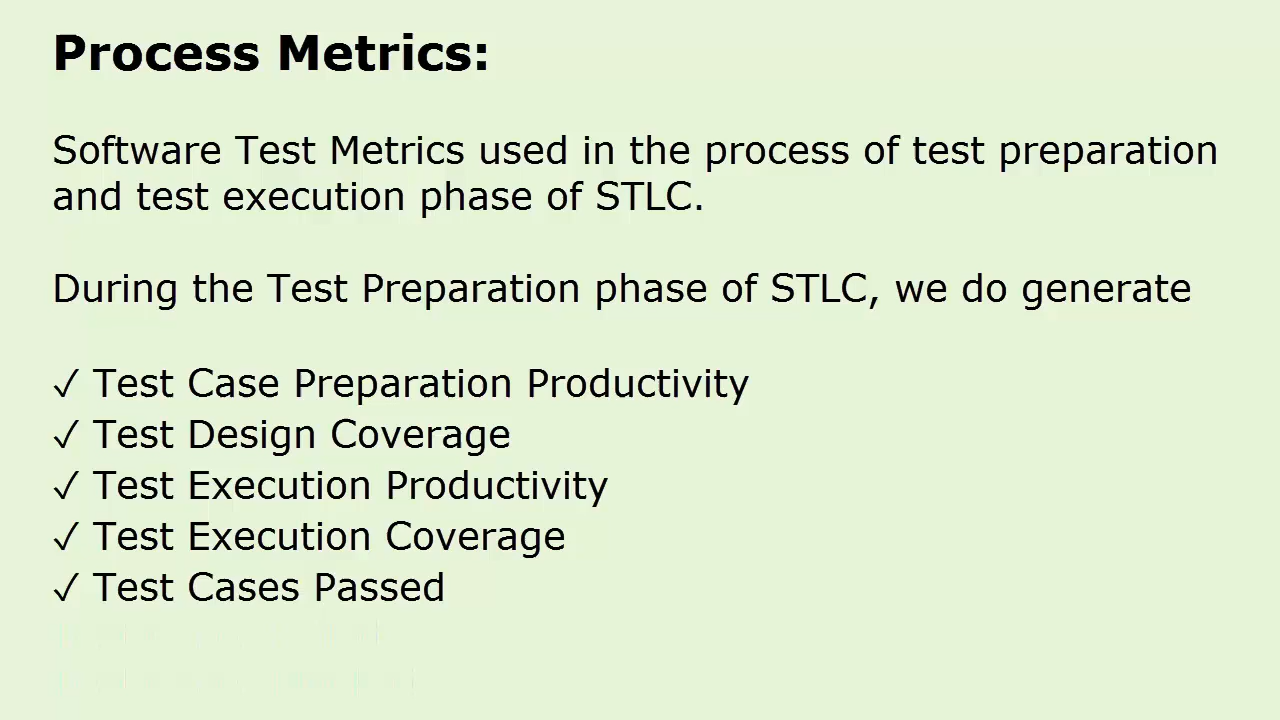 Process Metrics:
Software Test Metrics used in the process of test preparation
and test execution phase of STLC.
During the Test Preparation phase of STLC, we do generate
✓ Test Case Preparation Productivity
✓ Test Design Coverage
✓ Test Execution Productivity
✓ Test Execution Coverage
✓ Test Cases Passed